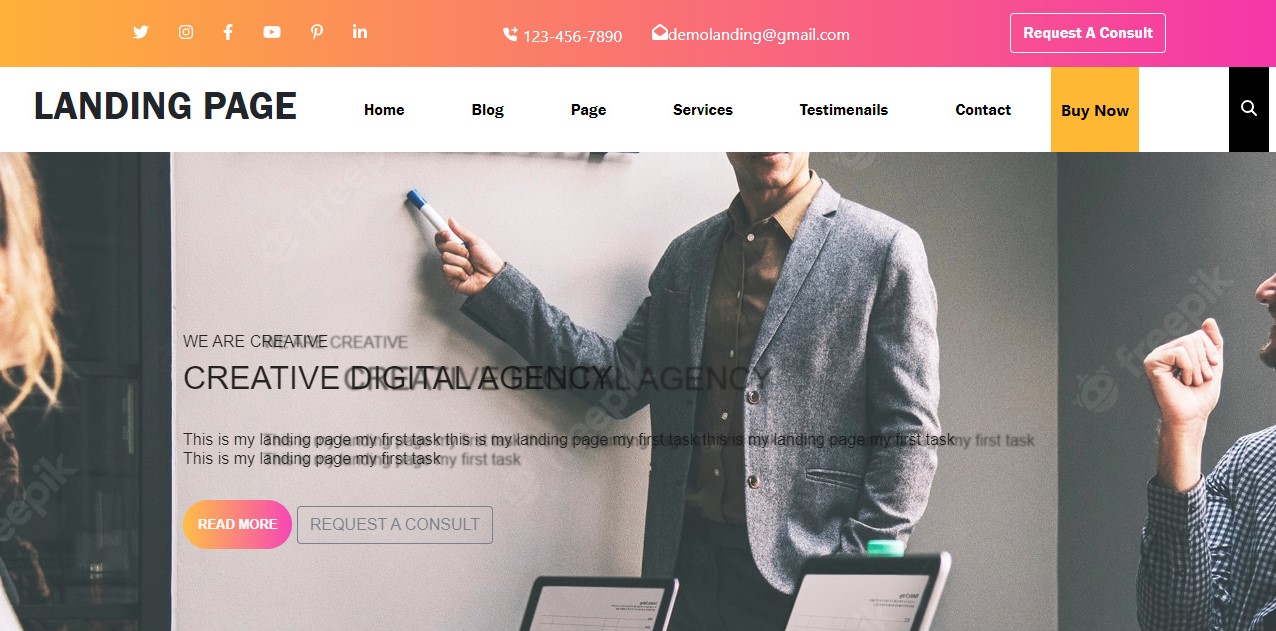 123-456-7890 demolanding@gmail.com Request A Consult
LANDING PAGE Home Blog Page Services Testimenails Contact Buy Now
WE ARE CREATIVE
CREATIVE DIGITAL AGENCY
This is my landing page my first task this is my landing page my first task this is my landing page my first task
This is my landing page my first task
READ MORE REQUEST A CONSULT
freepik
freepik
freepik
freepik